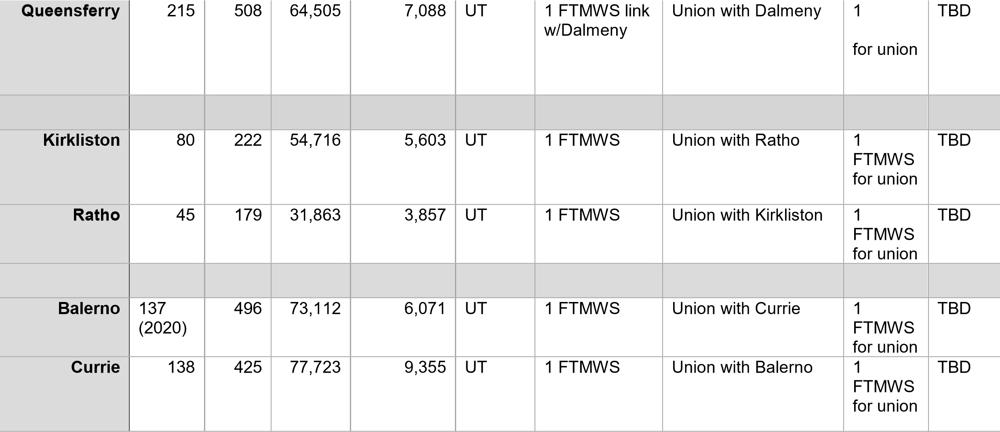 Queensferry 215 508 64,505 7,088 UT 1 FTMWS link Union with Dalmeny 1 TBD
w/Dalmeny
for union
Kirkliston 80 222 54,716 5,603 UT 1 FTMWS Union with Ratho 1 TBD
FTMWS
for union
Ratho 45 179 31,863 3,857 UT 1 FTMWS Union with Kirkliston 1 TBD
FTMWS
for union
Balerno 137 496 73,112 6,071 UT 1 FTMWS Union with Currie 1 TBD
(2020) FTMWS
for union
Currie 138 425 77,723 9,355 UT 1 FTMWS Union with Balerno 1 TBD
FTMWS
for union